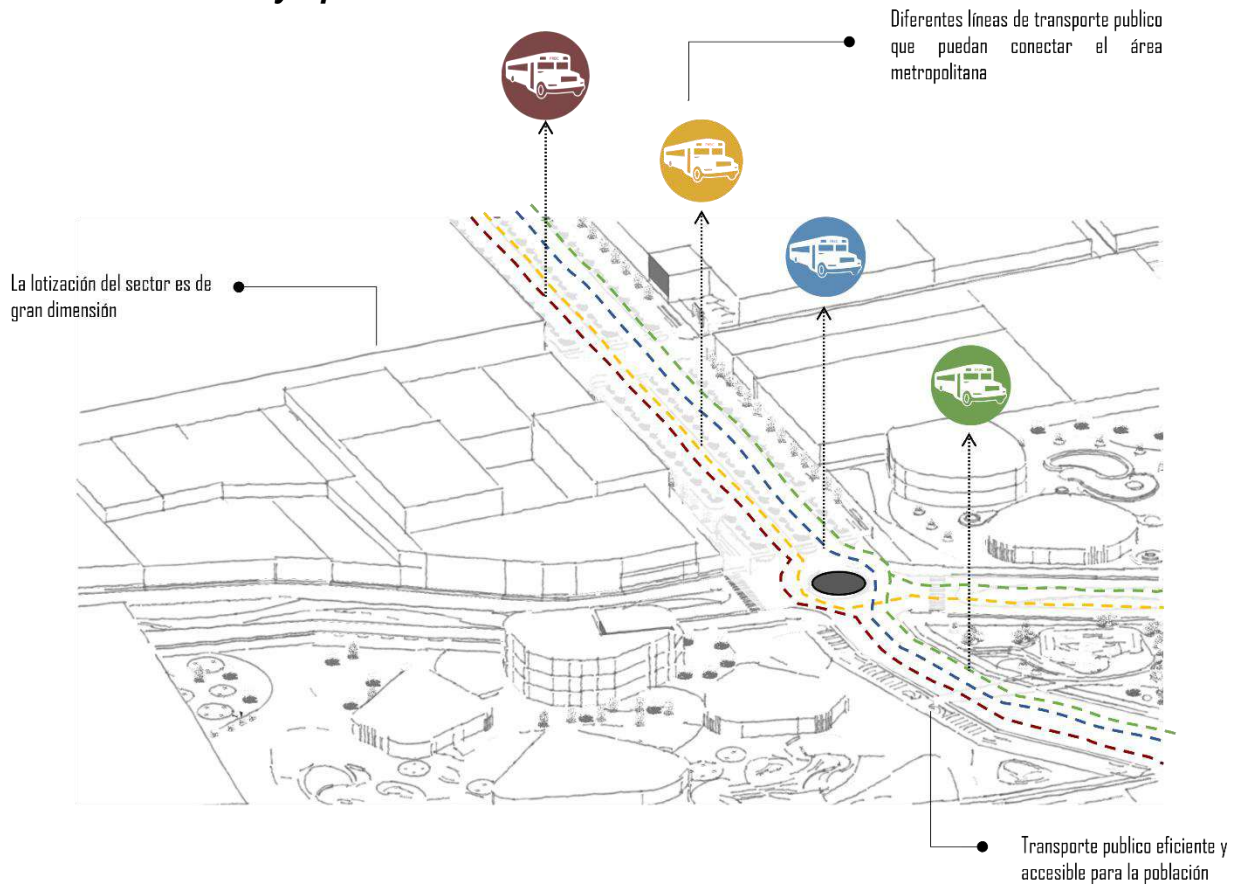 Diferentes líneas de transporte publico
que puedan conectar el área
metropolitana
La lotización del sector es de
gran dimensión
Transporte publico eficiente y
accesible para la población